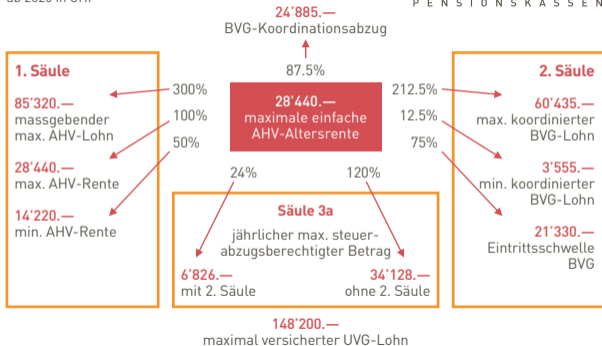 PENSIONSKASSEN
24'885.—
BVG-Koordinationsabzug
87.5%
28'440.—
maximale einfache
AHV-Altersrente
1. Säule
300%
85'320.—
massgebender
max. AHV-Lohn
100%
28'440.—
max. AHV-Rente
50%
14'220.—
min. AHV-Rente
2. Säule
212.5%
60'435.—
max. koordinierter
BVG-Lohn
12.5%
3'555.—
min. koordinierter
BVG-Lohn
75%
21'330.—
Eintrittsschwelle
BVG
24%
120%
Säule 3a
jährlicher max. steuer-
abzugsberechtigter Betrag
6'826.—
mit 2. Säule
34'128.—
ohne 2. Säule
148'200.—
maximal versicherter UVG-Lohn